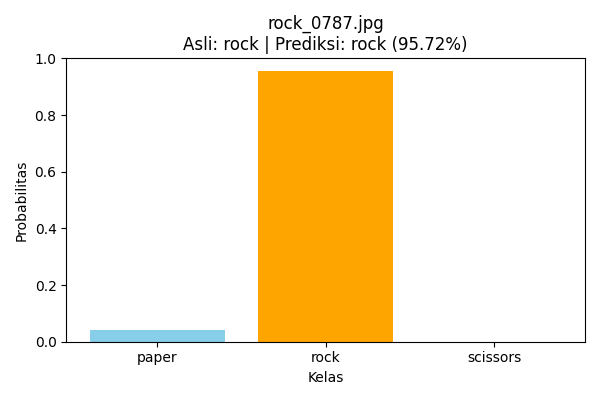 rock_0787.jpg
Asli: rock | Prediksi: rock (95.72%)
1.0
0.8
0.6
0.4
0.2
0.0
Probabilitas
paper rock scissors
Kelas